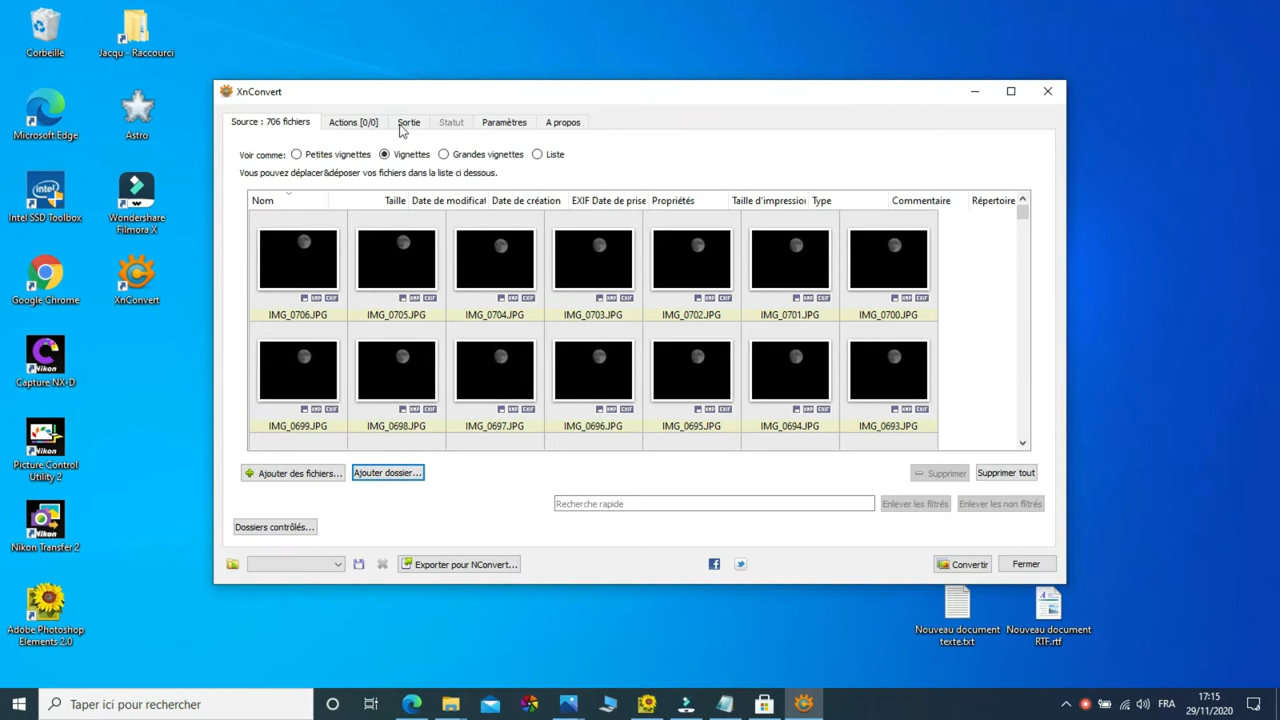 Corbeille
Jacqu - Raccourci
Microsoft Edge
Astro
Intel SSD Toolbox
Wondershare
Filmora X
Google Chrome
XnConvert
Capture NX-D
Picture Control
Utility 2
Nikon Transfer 2
Adobe Photoshop
Elements 2.0
XnConvert
Source : 706 fichiers
Actions [0/0]
Sortie
Statut
Paramètres
A propos
Voir comme:
Petites vignettes
Vignettes
Grandes vignettes
Liste
Vous pouvez déplacer&déposer vos fichiers dans la liste ci dessous.
Nom
Taille
Date de modificat
Date de création
EXIF Date de prise
Propriétés
Taille d'impression
Type
Commentaire
Répertoire
IMG_0706.JPG
IMG_0705.JPG
IMG_0704.JPG
IMG_0703.JPG
IMG_0702.JPG
IMG_0701.JPG
IMG_0700.JPG
IMG_0699.JPG
IMG_0698.JPG
IMG_0697.JPG
IMG_0696.JPG
IMG_0695.JPG
IMG_0694.JPG
IMG_0693.JPG
Ajouter des fichiers...
Ajouter dossier...
Supprimer
Supprimer tout
Recherche rapide
Enlever les filtrés
Enlever les non filtrés
Dossiers contrôlés...
Exporter pour NConvert...
Convertir
Fermer
Nouveau document
texte.txt
Nouveau document
RTF.rtf
Taper ici pour rechercher
FRA
17:15
29/11/2020